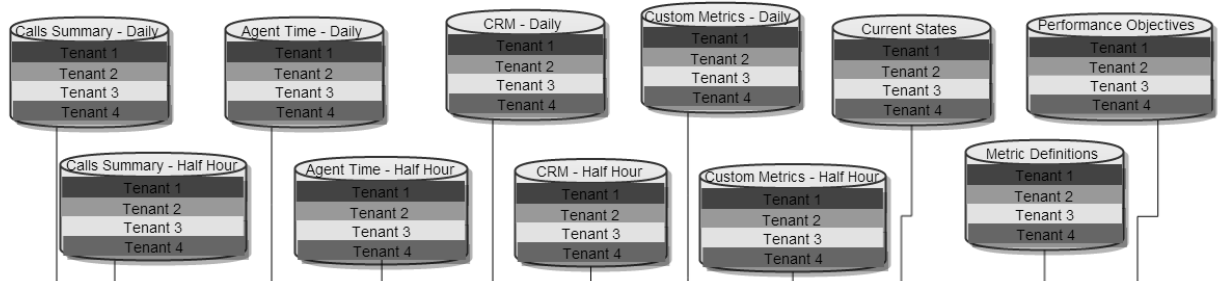 Calls Summary - Daily
Tenant 1
Tenant 2
Tenant 3
Tenant 4
Agent Time - Daily
Tenant 1
Tenant 2
Tenant 3
Tenant 4
CRM - Daily
Tenant 1
Tenant 2
Tenant 3
Tenant 4
Custom Metrics - Daily
Tenant 1
Tenant 2
Tenant 3
Tenant 4
Current States
Tenant 1
Tenant 2
Tenant 3
Tenant 4
Performance Objectives
Tenant 1
Tenant 2
Tenant 3
Tenant 4
Calls Summary - Half Hour
Tenant 1
Tenant 2
Tenant 3
Tenant 4
Agent Time - Half Hour
Tenant 1
Tenant 2
Tenant 3
Tenant 4
CRM - Half Hour
Tenant 1
Tenant 2
Tenant 3
Tenant 4
Custom Metrics - Half Hour
Tenant 1
Tenant 2
Tenant 3
Tenant 4
Metric Definitions
Tenant 1
Tenant 2
Tenant 3
Tenant 4